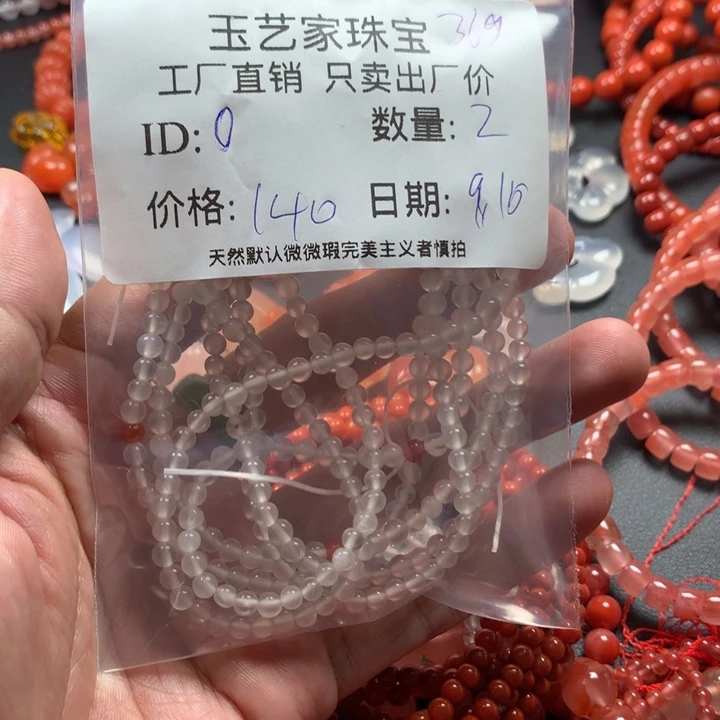 玉艺家珠宝 369
工厂直销 只卖出厂价
ID: 0 数量: 2
价格: 140 日期: 9,10
天然默认微微瑕完美主义者慎拍